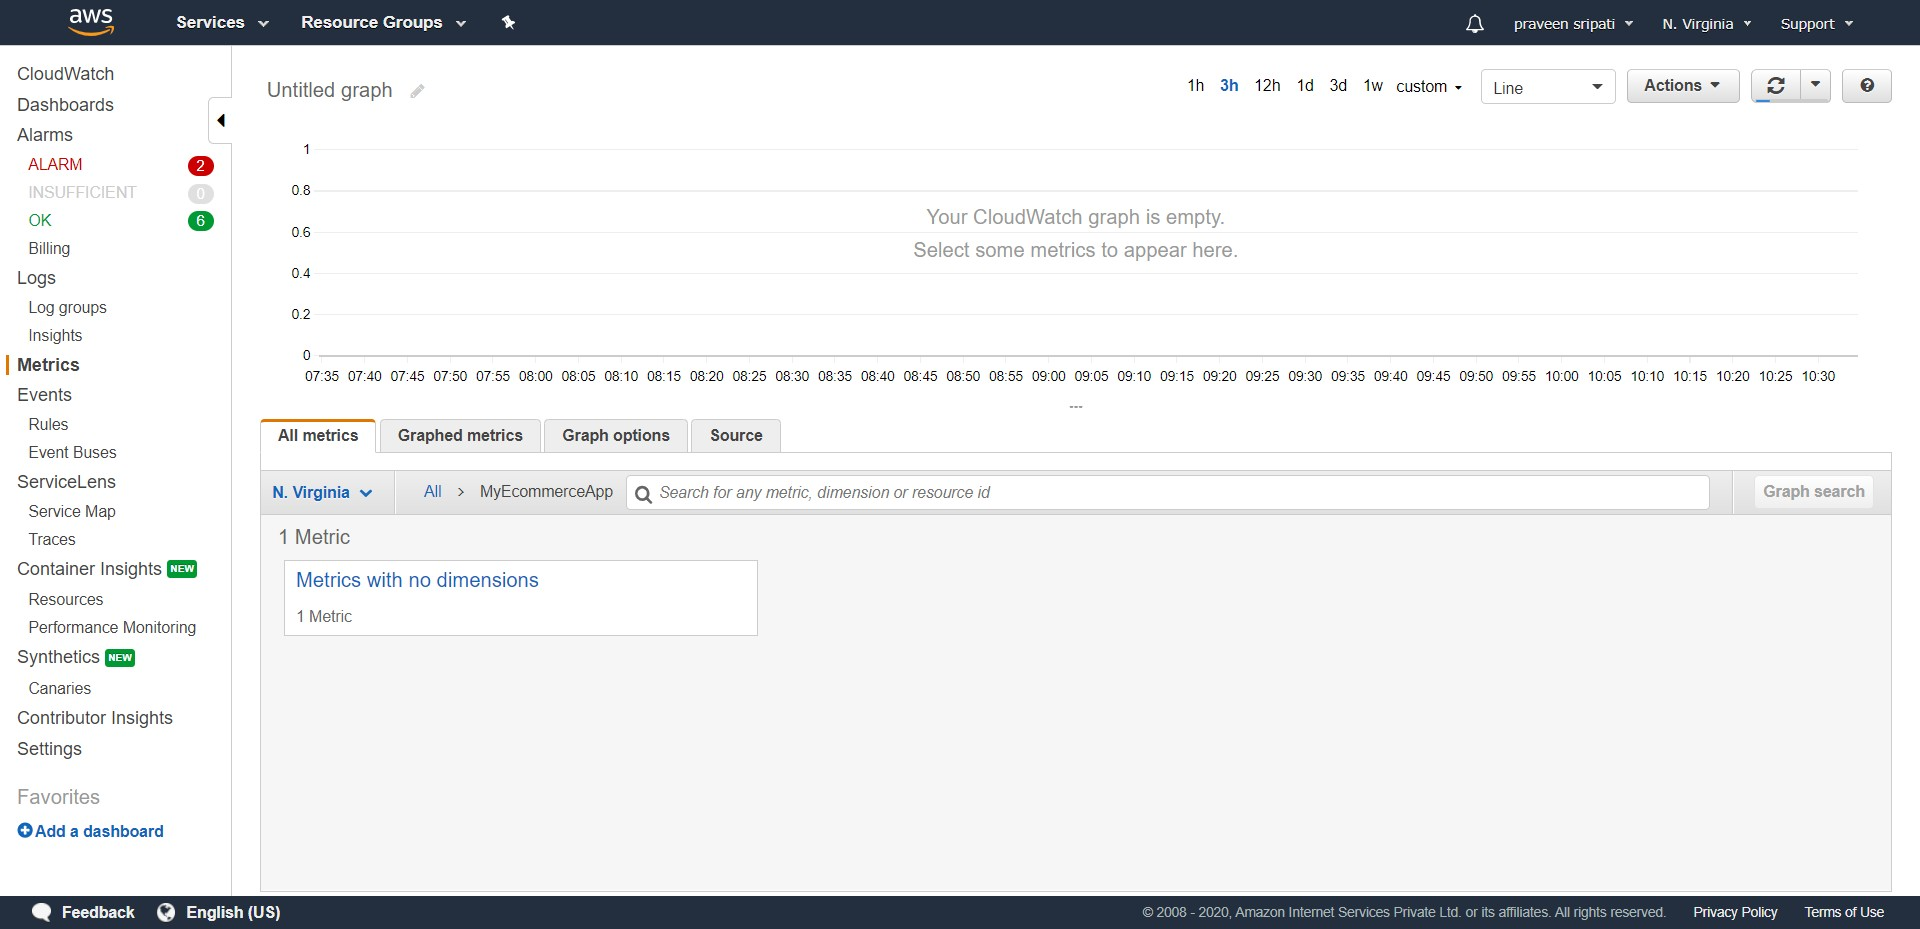 aws
Services
Resource Groups
praveen sripati
N. Virginia
Support
CloudWatch
Dashboards
Alarms
ALARM 2
INSUFFICIENT 0
OK 6
Billing
Logs
Log groups
Insights
Metrics
Events
Rules
Event Buses
ServiceLens
Service Map
Traces
Container Insights NEW
Resources
Performance Monitoring
Synthetics NEW
Canaries
Contributor Insights
Settings
Favorites
Add a dashboard
Untitled graph
1h 3h 12h 1d 3d 1w custom
Line
Actions
?
1
0.8
0.6
0.4
0.2
0
Your CloudWatch graph is empty.
Select some metrics to appear here.
07:35 07:40 07:45 07:50 07:55 08:00 08:05 08:10 08:15 08:20 08:25 08:30 08:35 08:40 08:45 08:50 08:55 09:00 09:05 09:10 09:15 09:20 09:25 09:30 09:35 09:40 09:45 09:50 09:55 10:00 10:05 10:10 10:15 10:20 10:25 10:30
All metrics
Graphed metrics
Graph options
Source
N. Virginia
All > MyEcommerceApp
Search for any metric, dimension or resource id
Graph search
1 Metric
Metrics with no dimensions
1 Metric
Feedback
English (US)
© 2008 - 2020, Amazon Internet Services Private Ltd. or its affiliates. All rights reserved.
Privacy Policy
Terms of Use